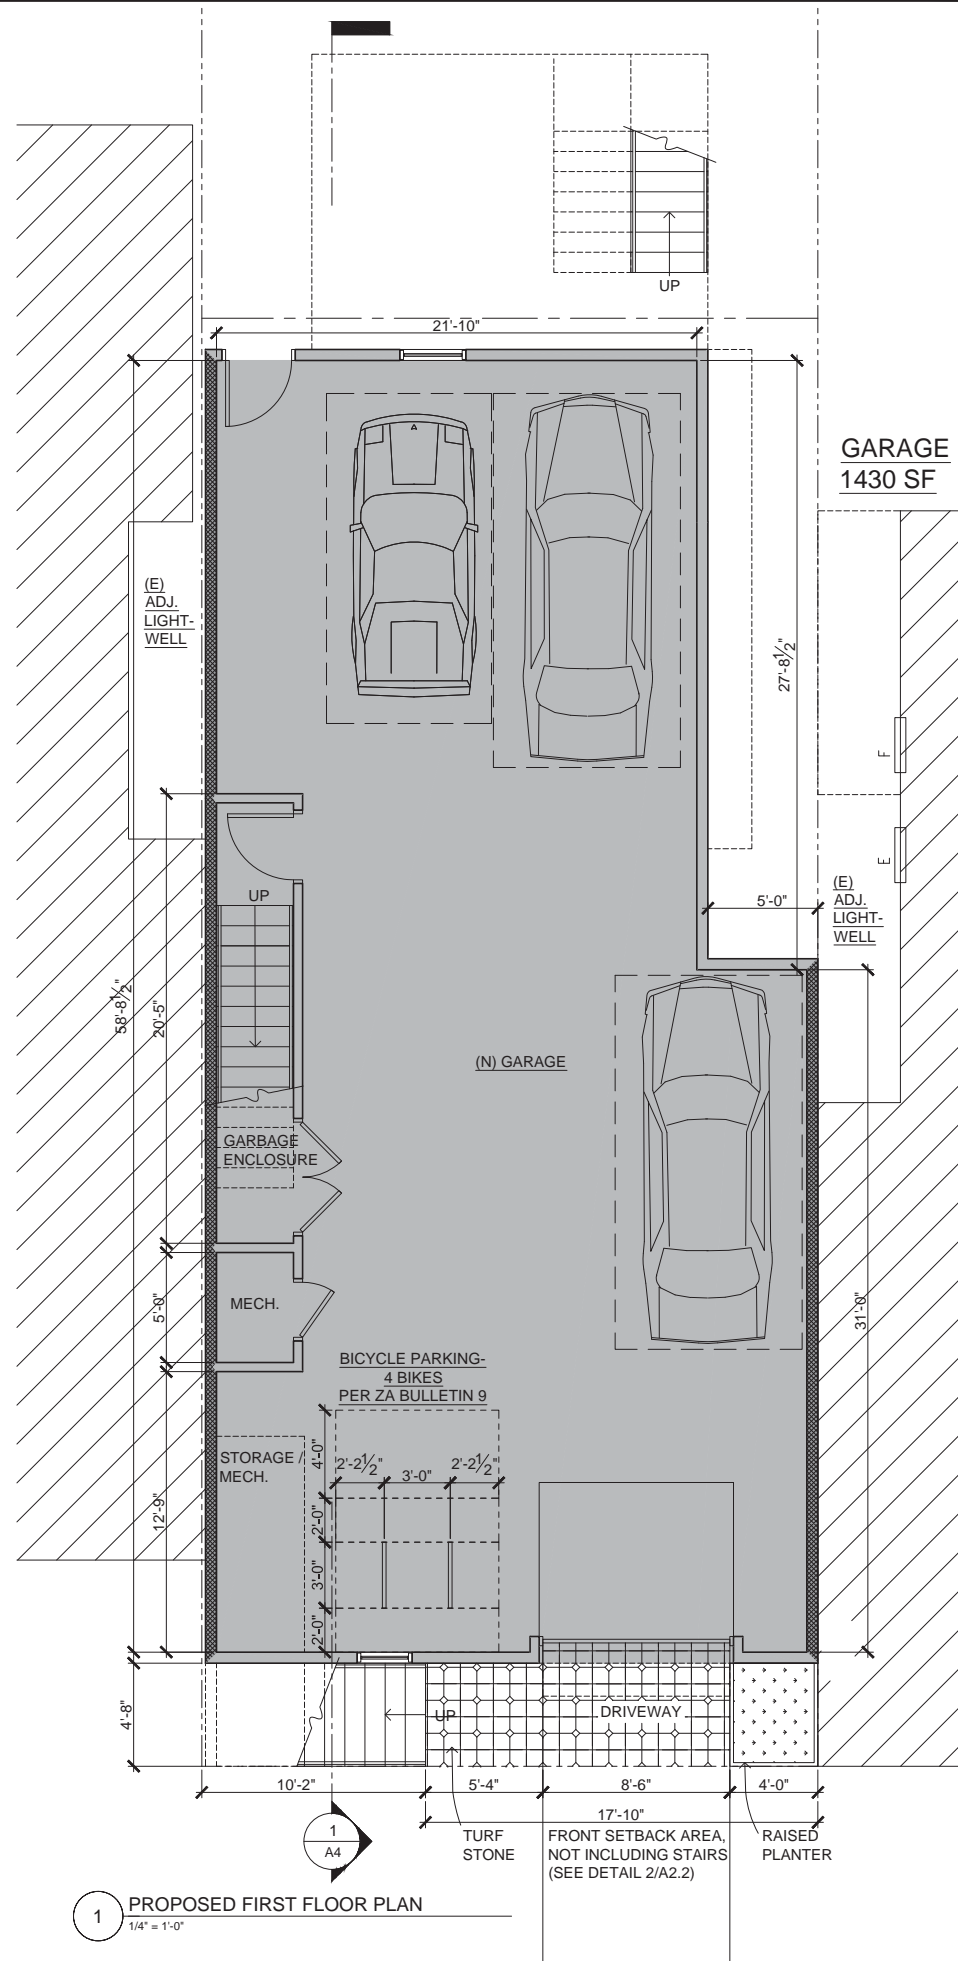 UP
21'-10"
GARAGE
1430 SF
(E)
ADJ.
LIGHT-
WELL
27'-8½"
F
E
(E)
ADJ.
LIGHT-
WELL
5'-0"
UP
58'-8½"
20'-5"
(N) GARAGE
GARBAGE
ENCLOSURE
MECH.
5'-0"
31'-0"
BICYCLE PARKING-
4 BIKES
PER ZA BULLETIN 9
STORAGE /
MECH.
4'-0"
2'-2½"
3'-0"
2'-2½"
12'-9"
2'-0"
3'-0"
2'-0"
4'-8"
UP
DRIVEWAY
10'-2"
5'-4"
8'-6"
4'-0"
17'-10"
1
A4
TURF
STONE
FRONT SETBACK AREA,
NOT INCLUDING STAIRS
(SEE DETAIL 2/A2.2)
RAISED
PLANTER
1
PROPOSED FIRST FLOOR PLAN
1/4" = 1'-0"